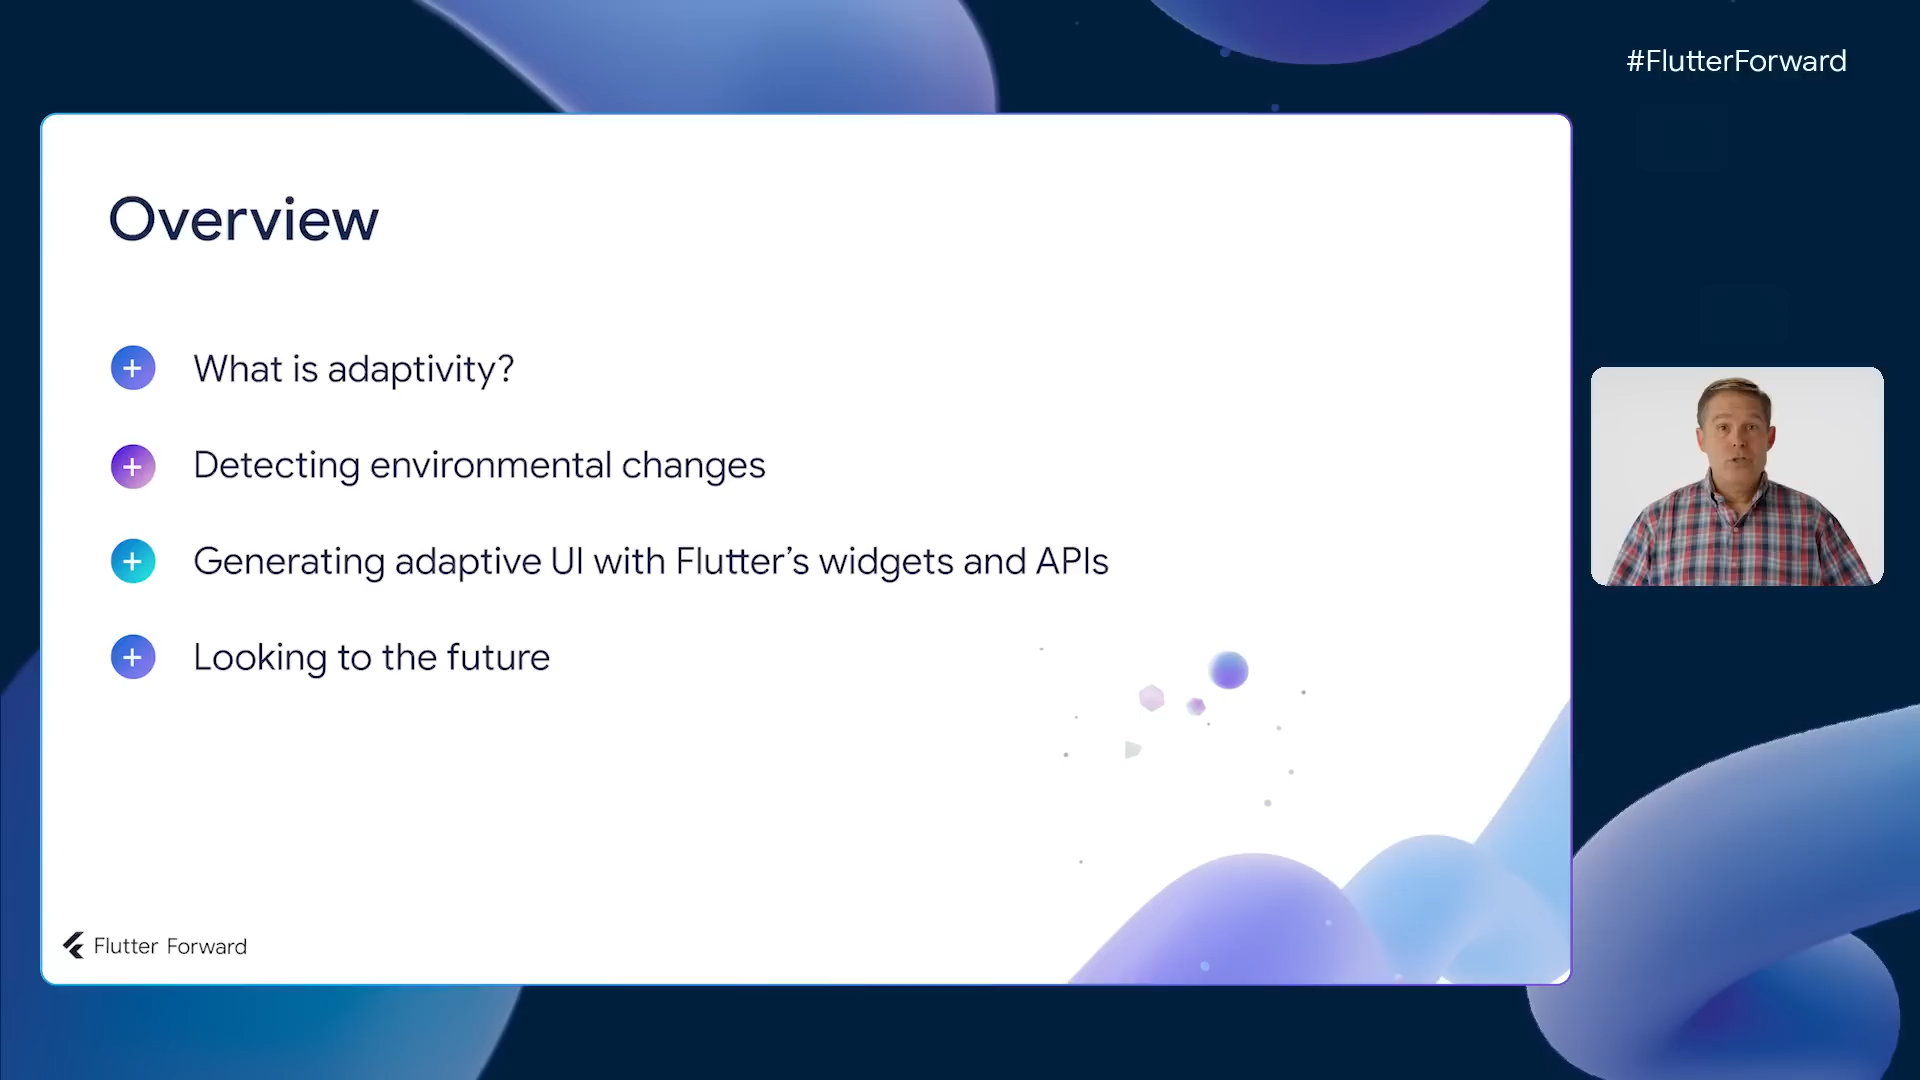 #FlutterForward
Overview
What is adaptivity?
Detecting environmental changes
Generating adaptive UI with Flutter’s widgets and APIs
Looking to the future
Flutter Forward